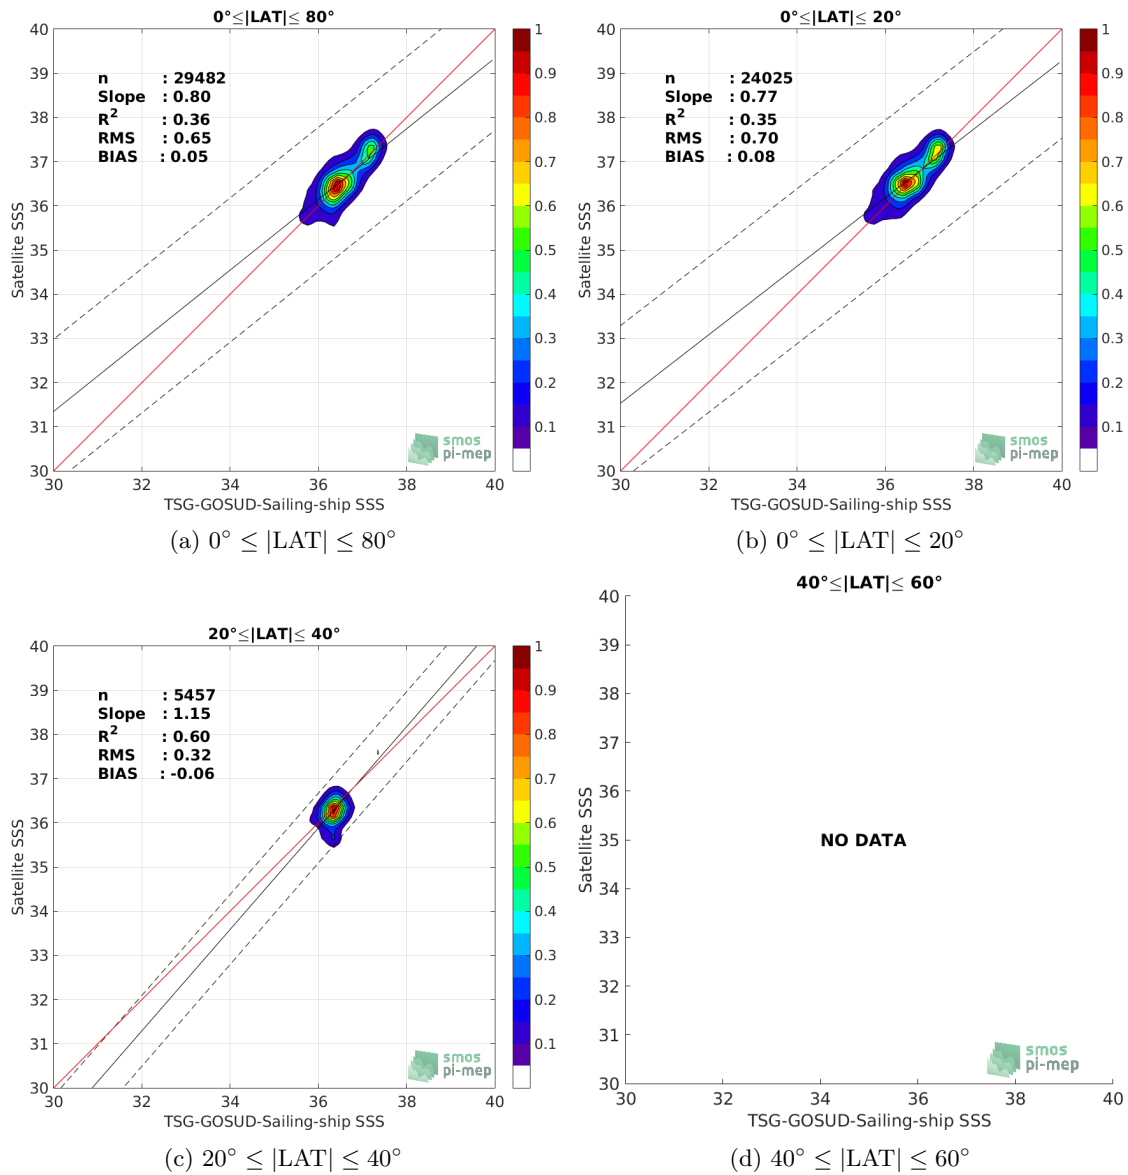 0°≤|LAT|≤ 80°
n : 29482
Slope : 0.80
R² : 0.36
RMS : 0.65
BIAS : 0.05
40
39
38
37
36
35
34
33
32
31
30
Satellite SSS
30 32 34 36 38 40
TSG-GOSUD-Sailing-ship SSS
1
0.9
0.8
0.7
0.6
0.5
0.4
0.3
0.2
0.1
smos
pi-mep
(a) 0° ≤ |LAT| ≤ 80°
0°≤|LAT|≤ 20°
n : 24025
Slope : 0.77
R² : 0.35
RMS : 0.70
BIAS : 0.08
40
39
38
37
36
35
34
33
32
31
30
Satellite SSS
30 32 34 36 38 40
TSG-GOSUD-Sailing-ship SSS
1
0.9
0.8
0.7
0.6
0.5
0.4
0.3
0.2
0.1
smos
pi-mep
(b) 0° ≤ |LAT| ≤ 20°
20°≤|LAT|≤ 40°
n : 5457
Slope : 1.15
R² : 0.60
RMS : 0.32
BIAS : -0.06
40
39
38
37
36
35
34
33
32
31
30
Satellite SSS
30 32 34 36 38 40
TSG-GOSUD-Sailing-ship SSS
1
0.9
0.8
0.7
0.6
0.5
0.4
0.3
0.2
0.1
smos
pi-mep
(c) 20° ≤ |LAT| ≤ 40°
40°≤|LAT|≤ 60°
40
39
38
37
36
35
34
33
32
31
30
Satellite SSS
NO DATA
30 32 34 36 38 40
TSG-GOSUD-Sailing-ship SSS
smos
pi-mep
(d) 40° ≤ |LAT| ≤ 60°